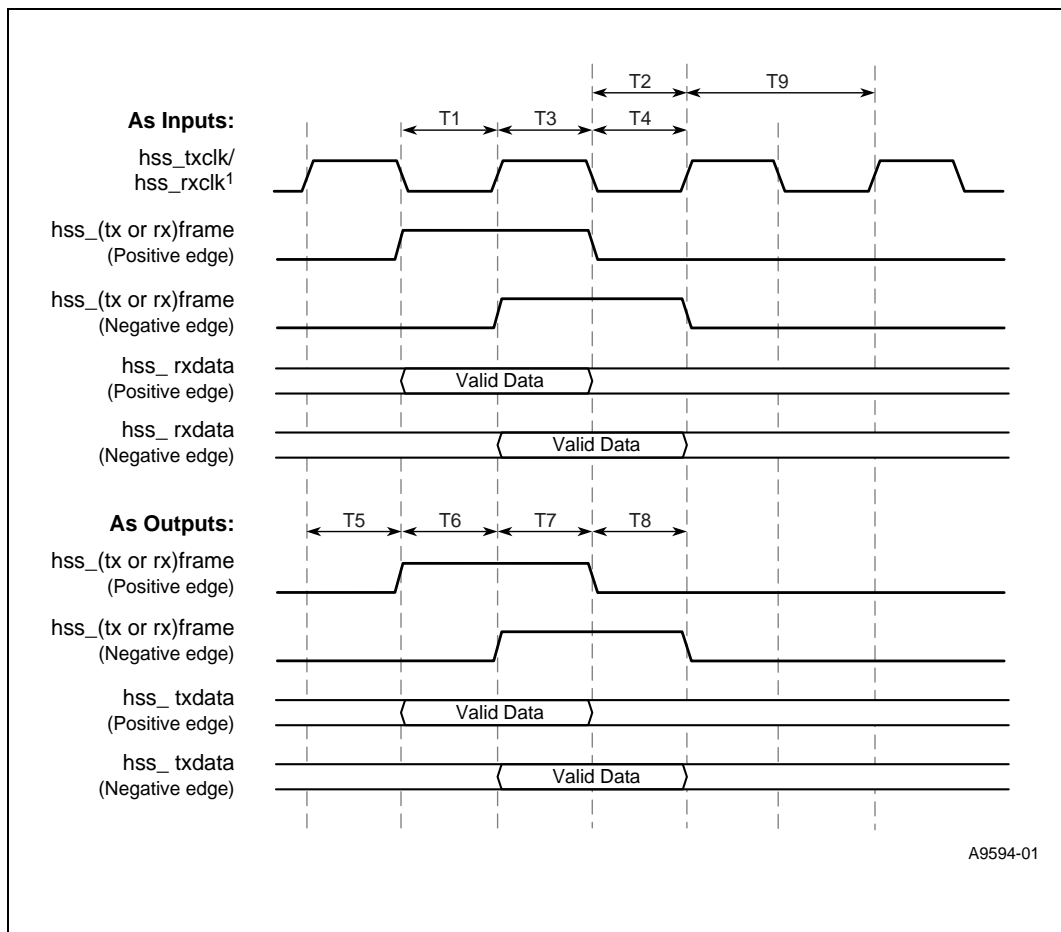 T2 T9
As Inputs: T1 T3 T4
hss_txclk/
hss_rxclk1
hss_(tx or rx)frame
(Positive edge)
hss_(tx or rx)frame
(Negative edge)
hss_ rxdata
(Positive edge)
Valid Data
hss_ rxdata
(Negative edge)
Valid Data
As Outputs: T5 T6 T7 T8
hss_(tx or rx)frame
(Positive edge)
hss_(tx or rx)frame
(Negative edge)
hss_ txdata
(Positive edge)
Valid Data
hss_ txdata
(Negative edge)
Valid Data
A9594-01